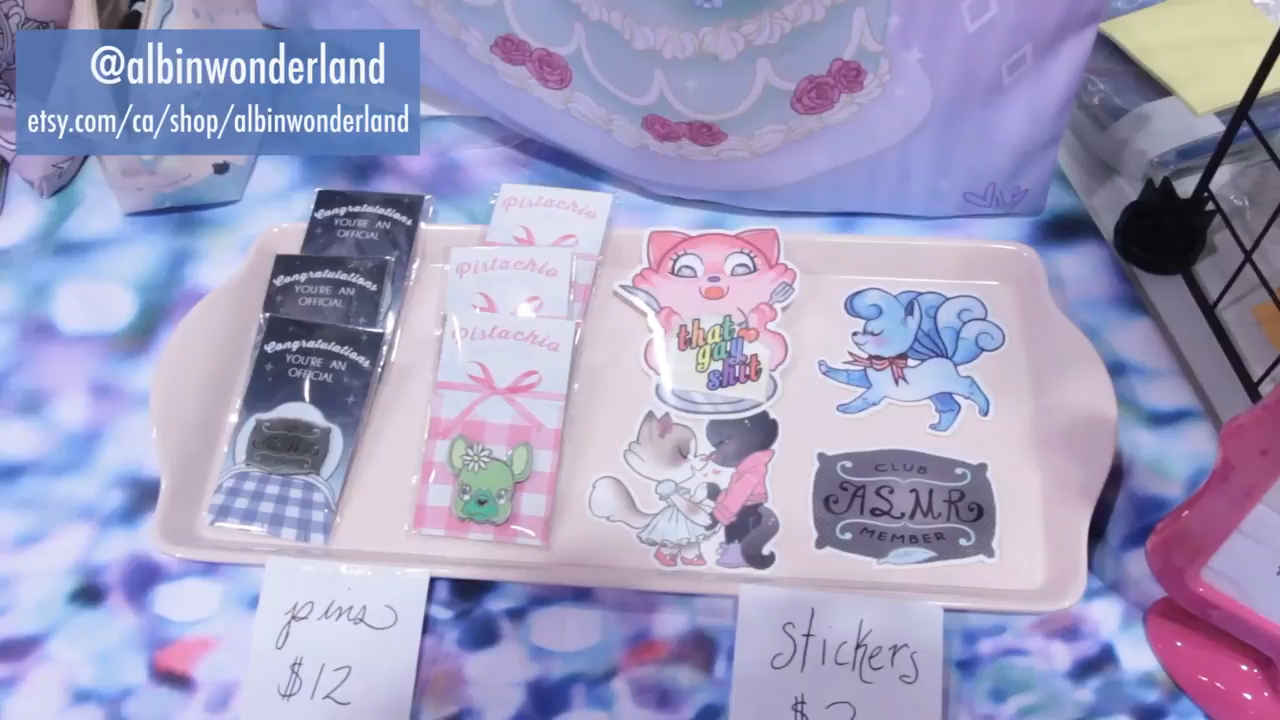 @albinwonderland
etsy.com/ca/shop/albinwonderland
Congratulations
YOU'RE AN
OFFICIAL
Congratulations
YOU'RE AN
OFFICIAL
Congratulations
YOU'RE AN
OFFICIAL
Pistachio
Pistachio
Pistachio
that
gay
shit
CLUB
ASMR
MEMBER
pins
$12
Stickers